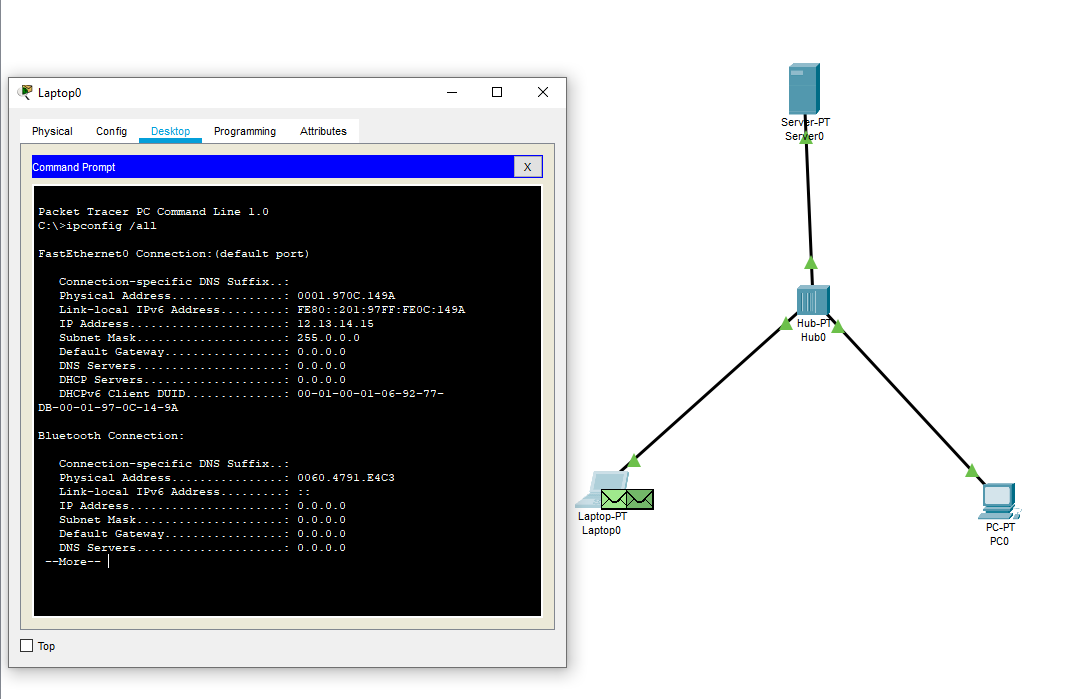 Laptop0
Physical Config Desktop Programming Attributes
Command Prompt X
Packet Tracer PC Command Line 1.0
C:\>ipconfig /all
FastEthernet0 Connection:(default port)
Connection-specific DNS Suffix..:
Physical Address................: 0001.970C.149A
Link-local IPv6 Address.........: FE80::201:97FF:FE0C:149A
IP Address......................: 12.13.14.15
Subnet Mask.....................: 255.0.0.0
Default Gateway.................: 0.0.0.0
DNS Servers.....................: 0.0.0.0
DHCP Servers....................: 0.0.0.0
DHCPv6 Client DUID..............: 00-01-00-01-06-92-77-
DB-00-01-97-0C-14-9A
Bluetooth Connection:
Connection-specific DNS Suffix..:
Physical Address................: 0060.4791.E4C3
Link-local IPv6 Address.........: ::
IP Address......................: 0.0.0.0
Subnet Mask.....................: 0.0.0.0
Default Gateway.................: 0.0.0.0
DNS Servers.....................: 0.0.0.0
--More--
Top
Server-PT
Server0
Hub-PT
Hub0
Laptop-PT
Laptop0
PC-PT
PC0